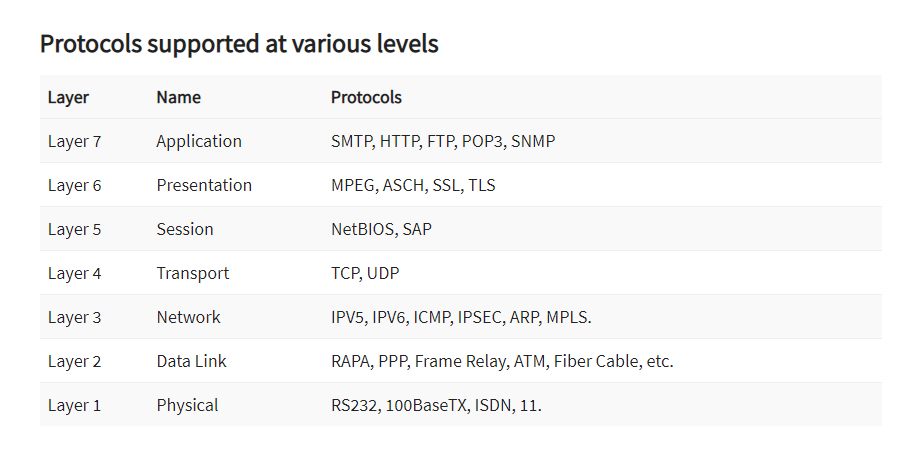 Protocols supported at various levels
Layer Name Protocols
Layer 7 Application SMTP, HTTP, FTP, POP3, SNMP
Layer 6 Presentation MPEG, ASCH, SSL, TLS
Layer 5 Session NetBIOS, SAP
Layer 4 Transport TCP, UDP
Layer 3 Network IPV5, IPV6, ICMP, IPSEC, ARP, MPLS.
Layer 2 Data Link RAPA, PPP, Frame Relay, ATM, Fiber Cable, etc.
Layer 1 Physical RS232, 100BaseTX, ISDN, 11.